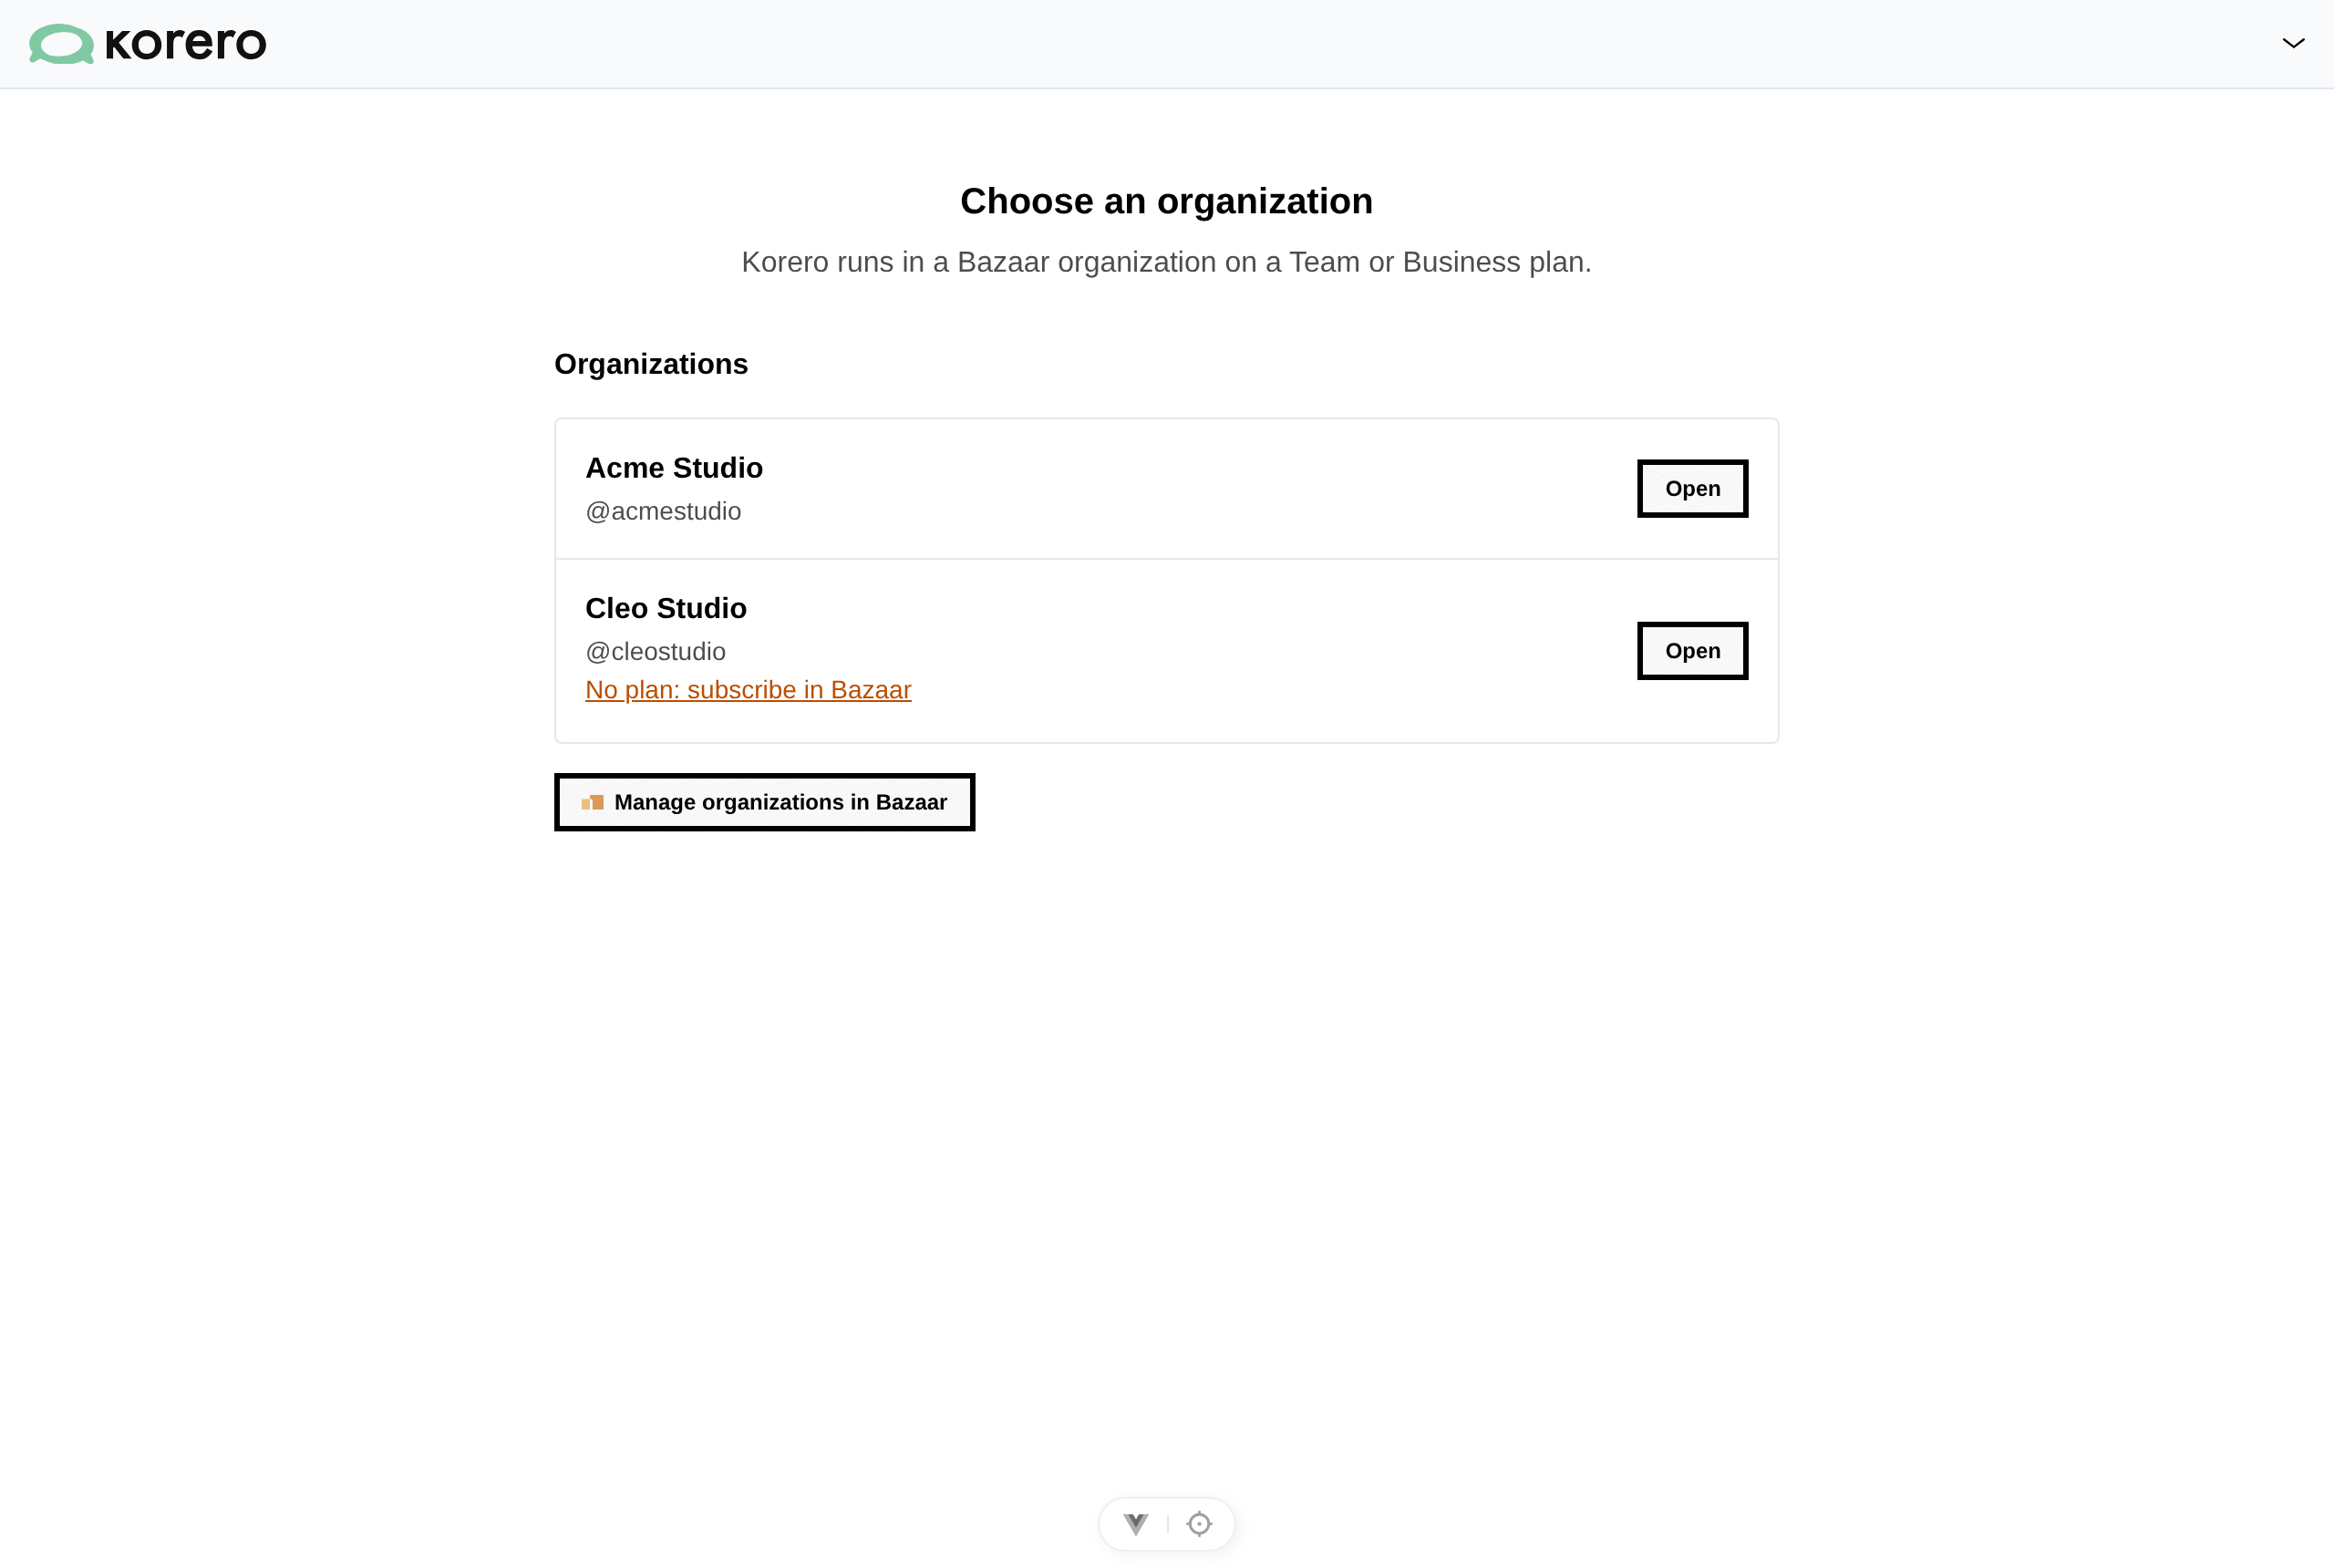 korero
Choose an organization
Korero runs in a Bazaar organization on a Team or Business plan.
Organizations
Acme Studio
@acmestudio
Open
Cleo Studio
@cleostudio
No plan: subscribe in Bazaar
Open
Manage organizations in Bazaar